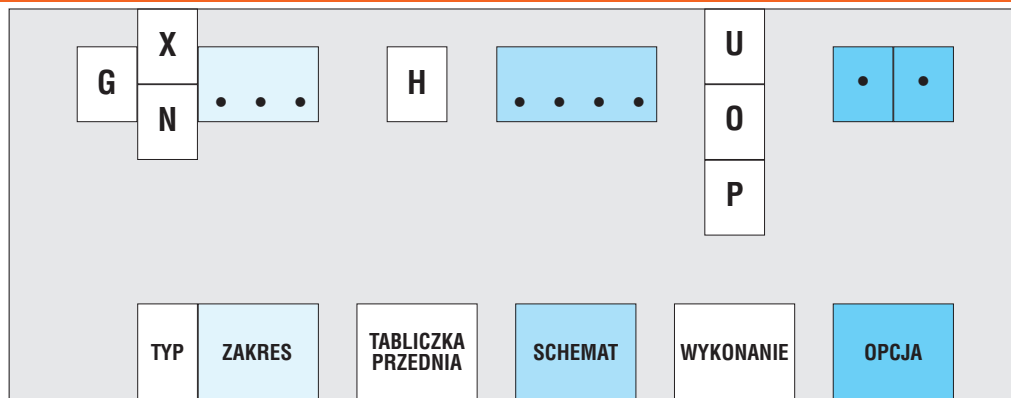 X
G
N
• • •
H
• • • •
U
O
P
• •
TYP
ZAKRES
TABLICZKA
PRZEDNIA
SCHEMAT
WYKONANIE
OPCJA